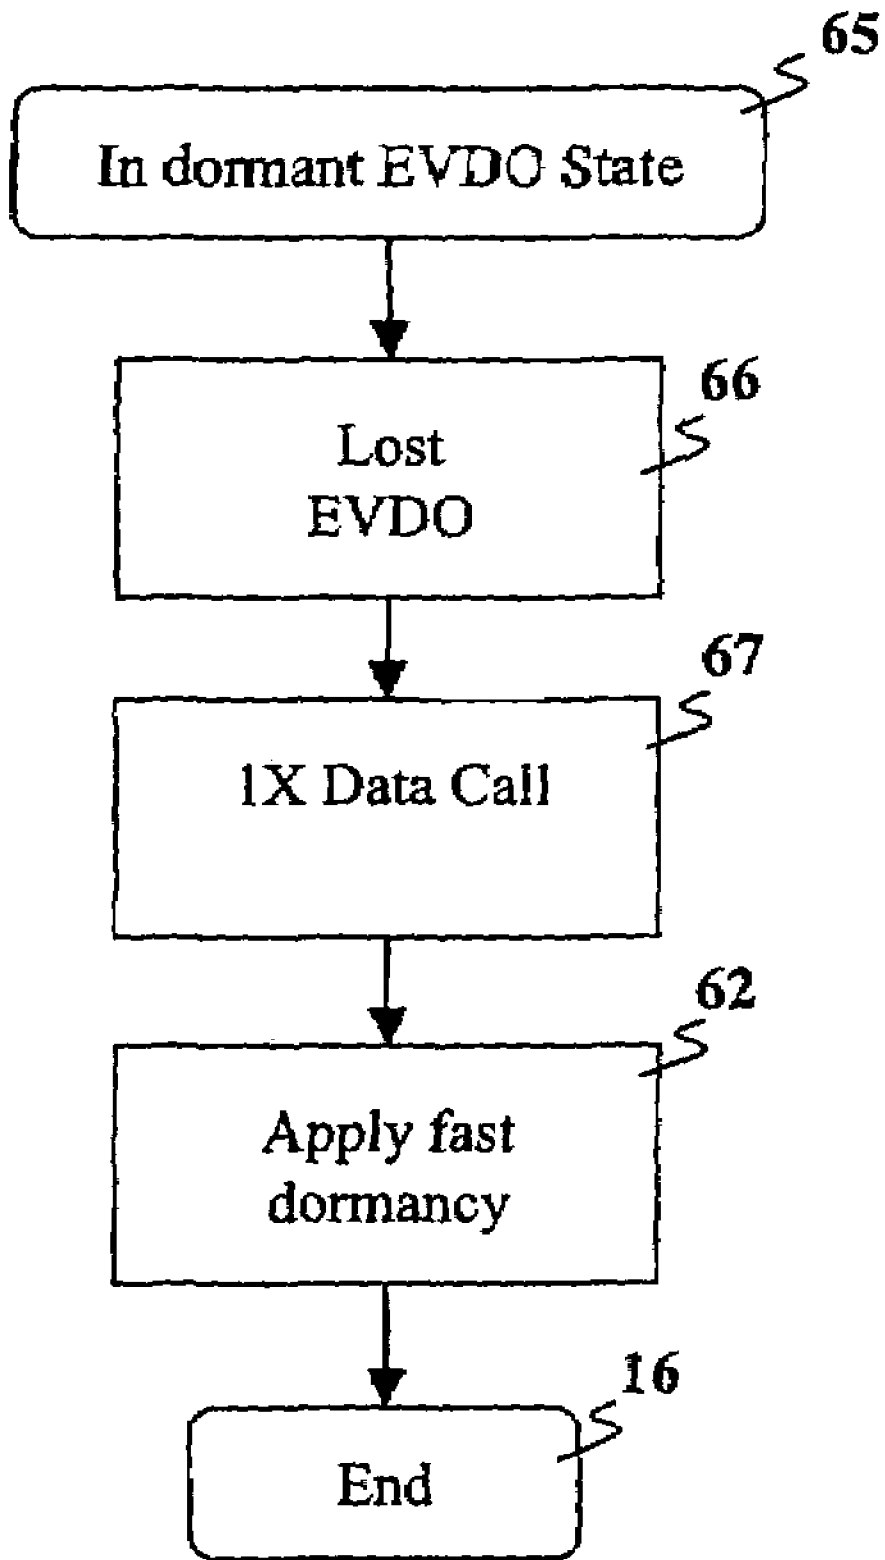 65
In dormant EVDO State
66
Lost
EVDO
67
1X Data Call
62
Apply fast
dormancy
16
End